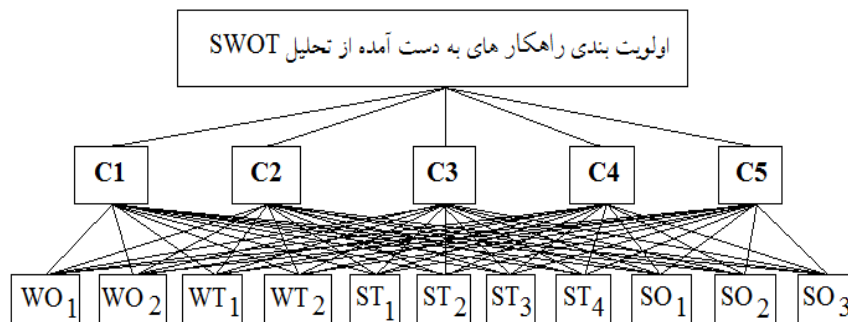 اولویت بندی راهکار های به دست آمده از تحلیل SWOT
C1 C2 C3 C4 C5
WO1 WO2 WT1 WT2 ST1 ST2 ST3 ST4 SO1 SO2 SO3